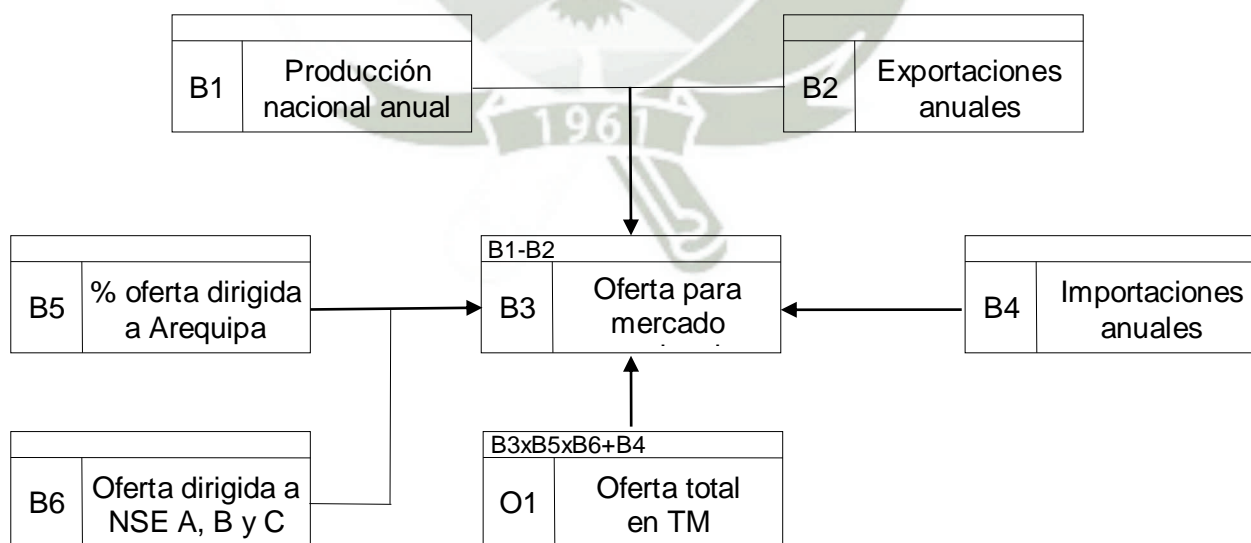 B1
Producción
nacional anual
B2
Exportaciones
anuales
1961
B5
% oferta dirigida
a Arequipa
B1-B2
B3
Oferta para
mercado
B4
Importaciones
anuales
B6
Oferta dirigida a
NSE A, B y C
B3xB5xB6+B4
O1
Oferta total
en TM